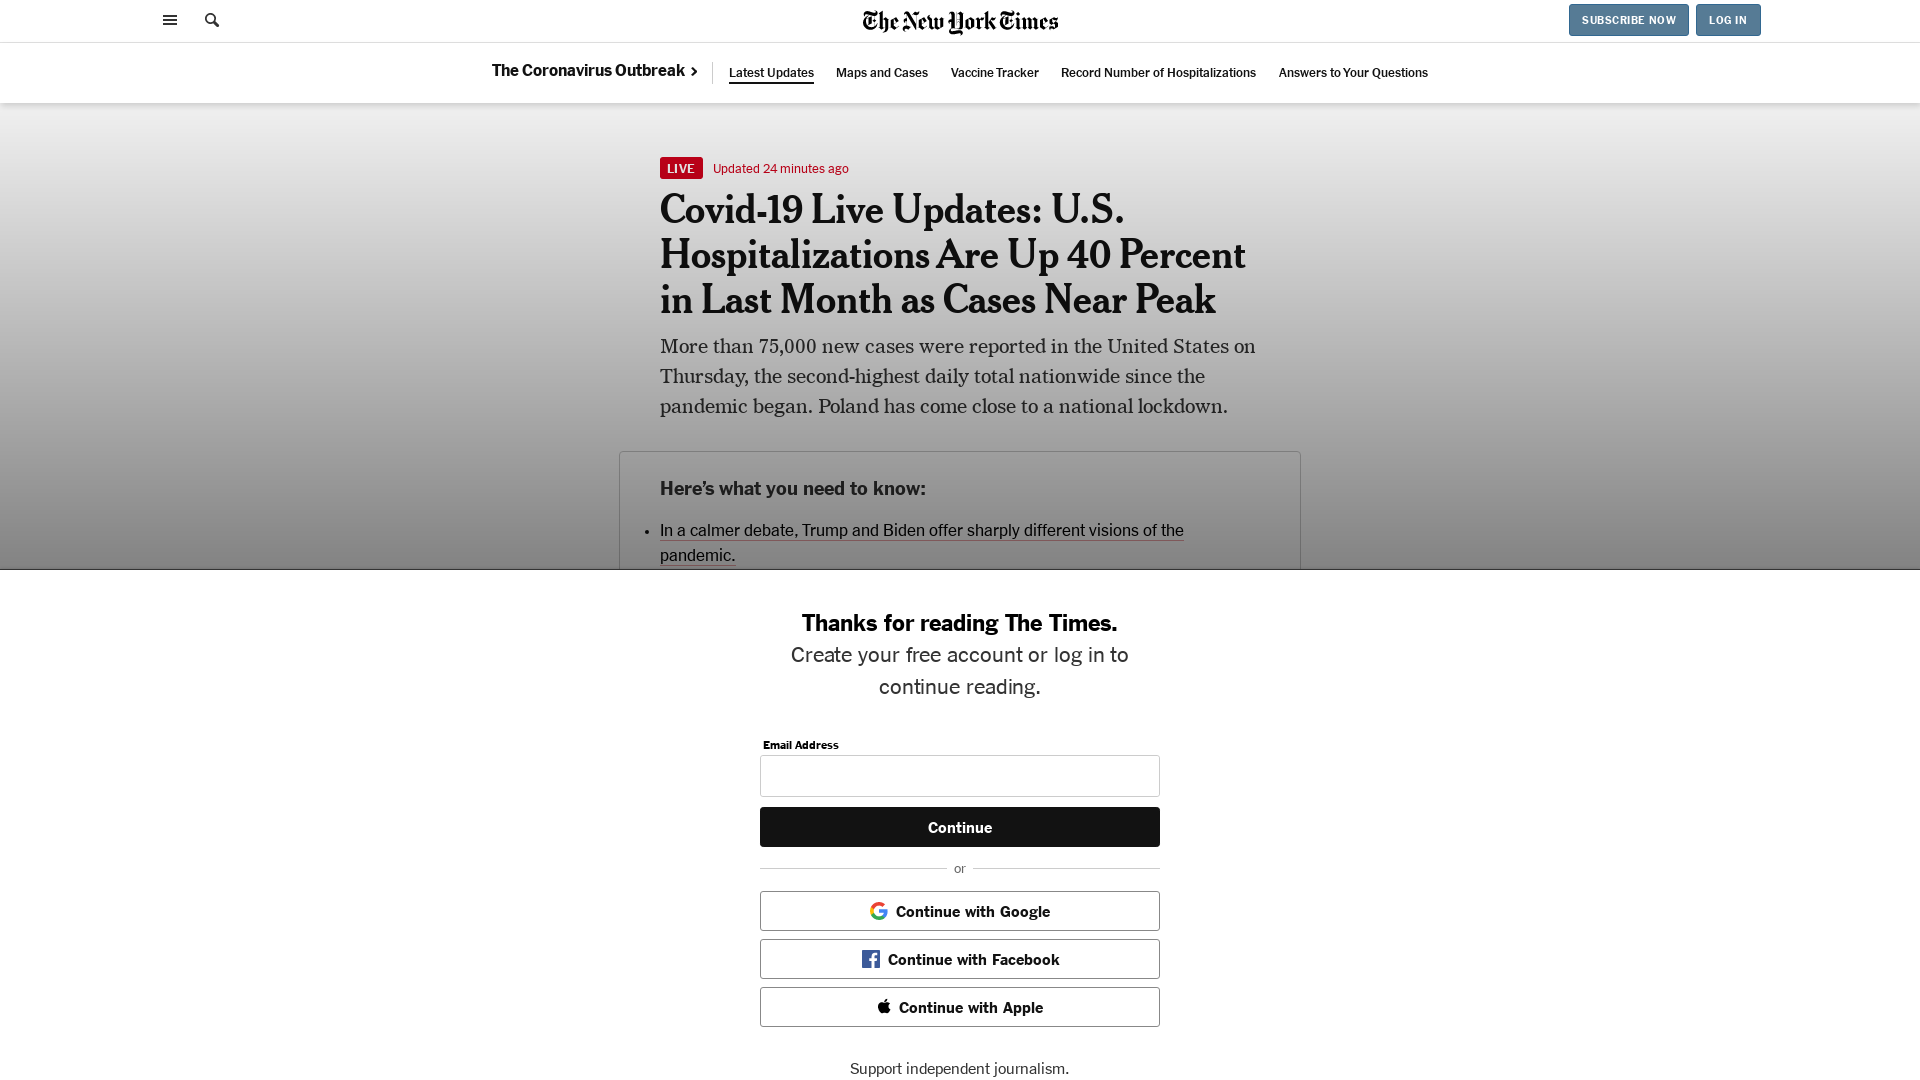 The New York Times
SUBSCRIBE NOW
LOG IN
The Coronavirus Outbreak
Latest Updates
Maps and Cases
Vaccine Tracker
Record Number of Hospitalizations
Answers to Your Questions
LIVE
Updated 24 minutes ago
Covid-19 Live Updates: U.S.
Hospitalizations Are Up 40 Percent
in Last Month as Cases Near Peak
More than 75,000 new cases were reported in the United States on
Thursday, the second-highest daily total nationwide since the
pandemic began. Poland has come close to a national lockdown.
Here’s what you need to know:
In a calmer debate, Trump and Biden offer sharply different visions of the
pandemic.
Thanks for reading The Times.
Create your free account or log in to
continue reading.
Email Address
Continue
or
Continue with Google
Continue with Facebook
Continue with Apple
Support independent journalism.